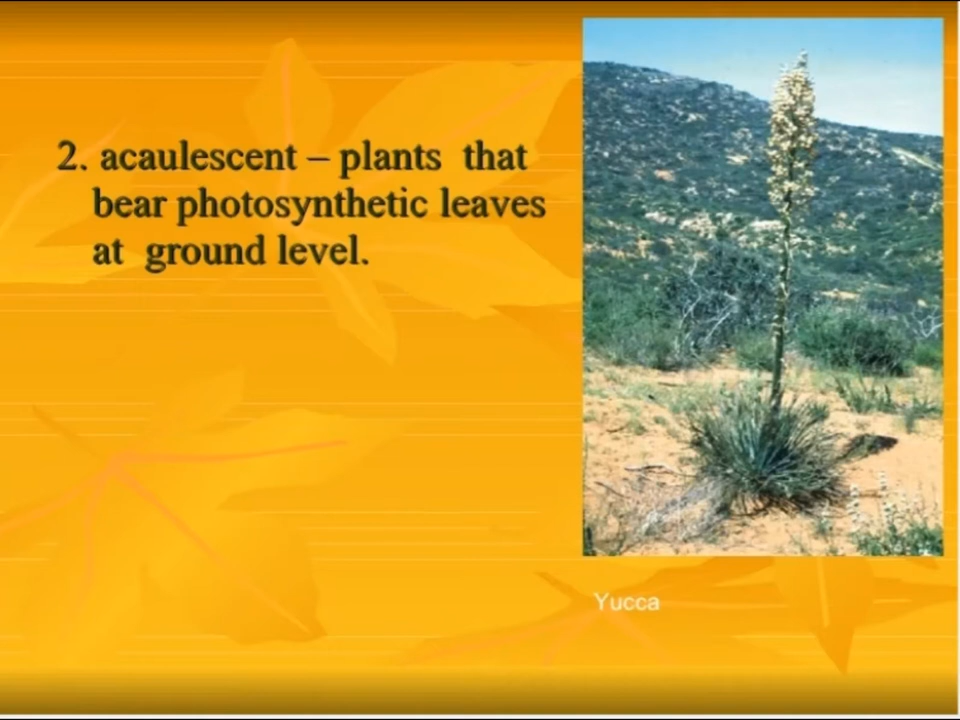 2. acaulescent – plants that
bear photosynthetic leaves
at ground level.
Yucca